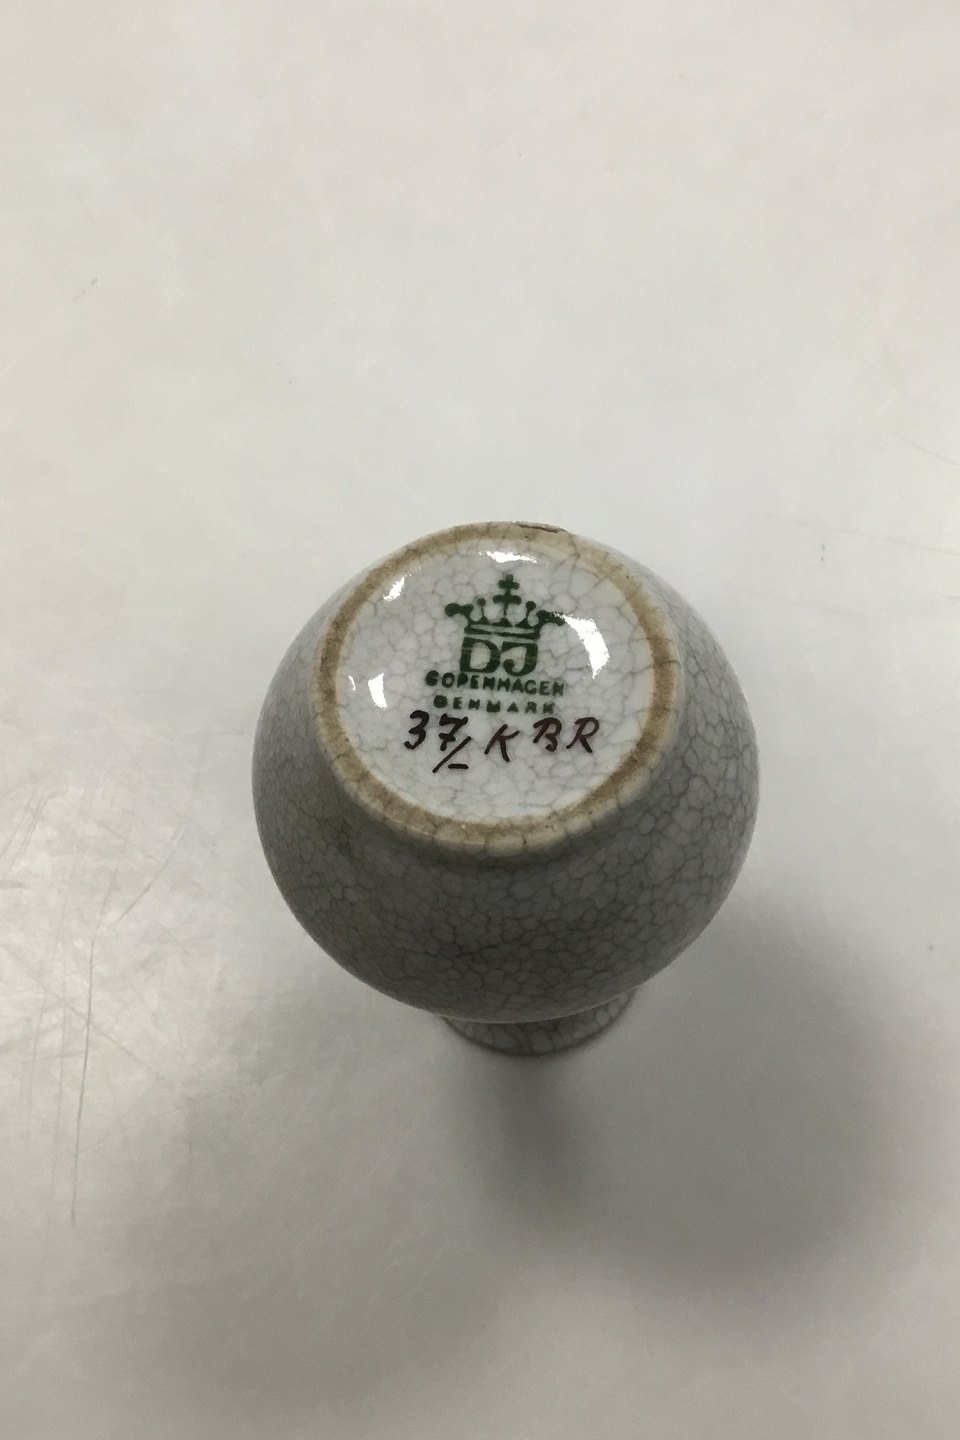 DJ
COPENHAGEN
DENMARK
37/- K BR